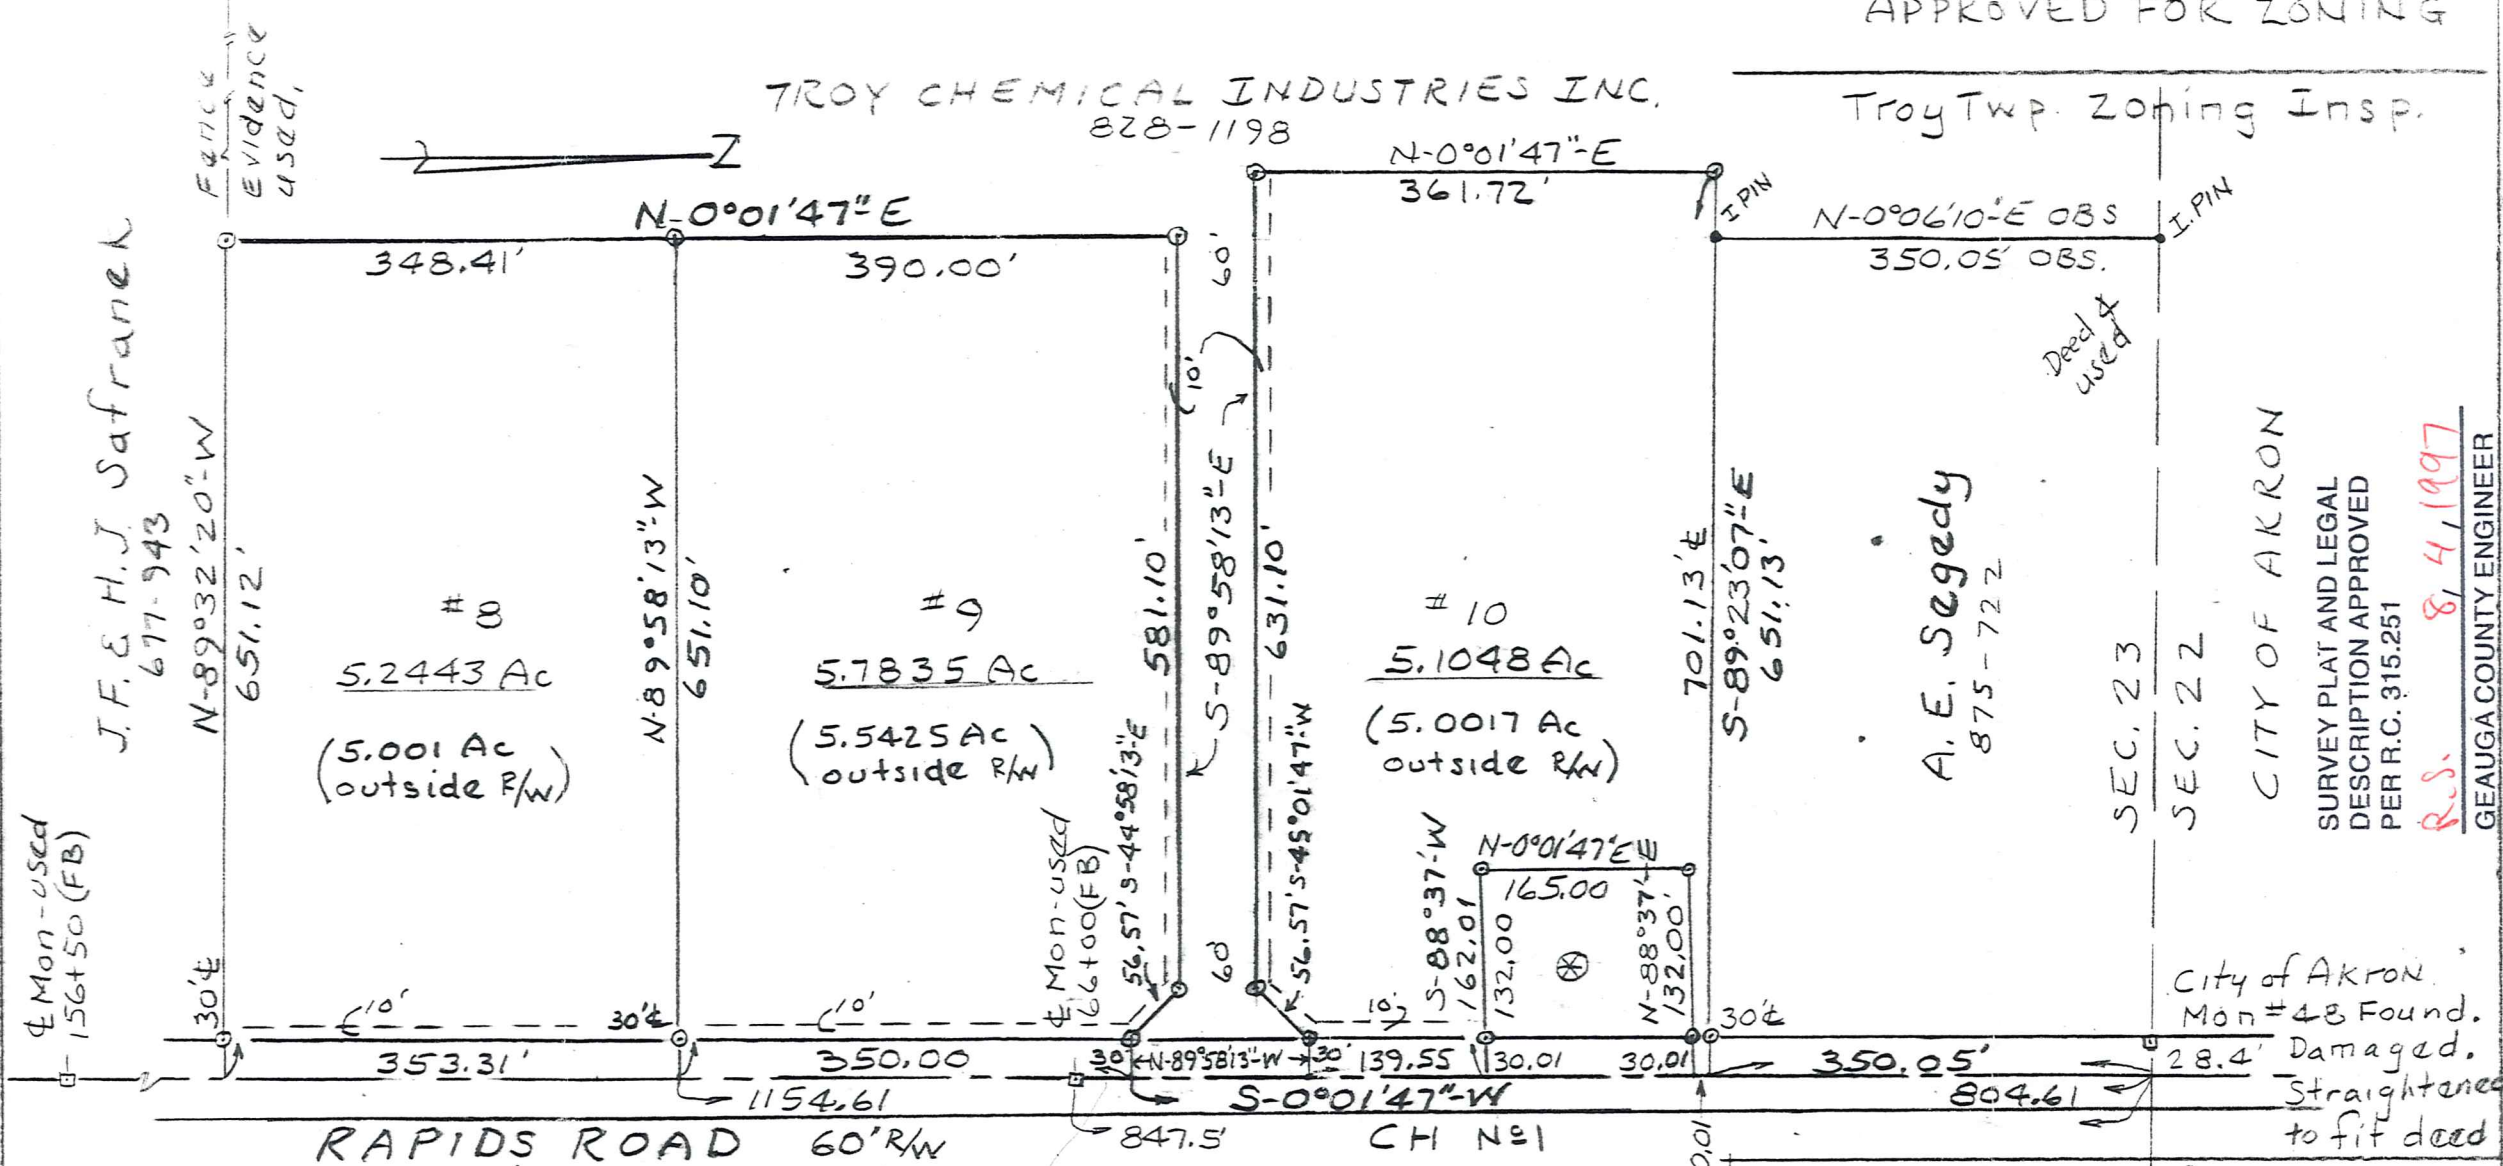 APPROVED FOR ZONING
Troy Twp. Zoning Insp.
TROY CHEMICAL INDUSTRIES INC.
828-1198
Fence
Evidence
used,
Z
N-0°01'47"-E
348.41'
390.00'
N-0°01'47"-E
361.72'
I.PIN
N-0°06'10"-E OBS
350.05' OBS.
I.PIN
Deed &
used
J.F. & H.J Safranek
677-943
N-89°32'20"-W
651.12'
N-89°58'13"-W
651.10'
60'
10'
581.10'
S-89°58'13"-E
631.10'
701.13' ℄
S-89°23'07"-E
651.13'
#8
5.2443 Ac
(5.001 Ac
outside R/W)
#9
5.7835 Ac
(5.5425 Ac
outside R/W)
#10
5.1048 Ac
(5.0017 Ac
outside R/W)
A. E. Segedy
875-722
SEC. 23
SEC. 22
CITY OF AKRON
SURVEY PLAT AND LEGAL
DESCRIPTION APPROVED
PER R.C. 315.251
R.S. 8, 4, 1997
GEAUGA COUNTY ENGINEER
℄ Mon-used
156+50(FB)
30'℄
10'
30'℄
10'
℄ Mon-used
166+00(FB)
56.57' S-44°58'13"-E
60'
56.57' S-45°01'47"-W
10'
S-88°37'-W
162.01
132.00
N-0°01'47"E E
165.00
N-88°37'-E
132.00'
30℄
City of Akron
Mon #48 Found.
Damaged.
Straightened
to fit deed
353.31'
350.00
30'
N-89°58'13"-W
30'
139.55
30.01
30.01
350.05'
28.4'
1154.61
S-0°01'47"-W
804.61
RAPIDS ROAD 60' R/W
847.5'
CH Nº1